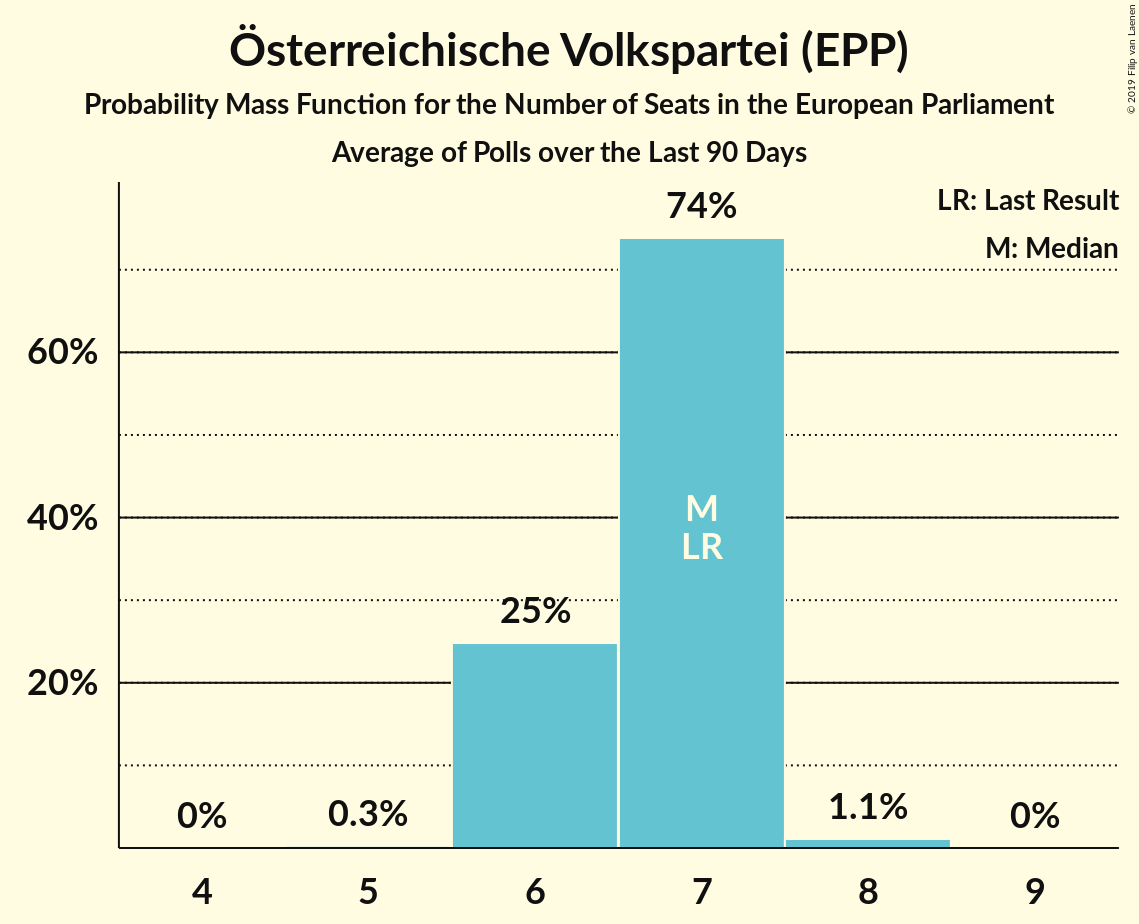 Österreichische Volkspartei (EPP)
Probability Mass Function for the Number of Seats in the European Parliament
Average of Polls over the Last 90 Days
© 2019 Filip van Laenen
LR: Last Result
M: Median
74%
60%
40%
20%
M
LR
25%
0%
0.3%
1.1%
0%
4
5
6
7
8
9